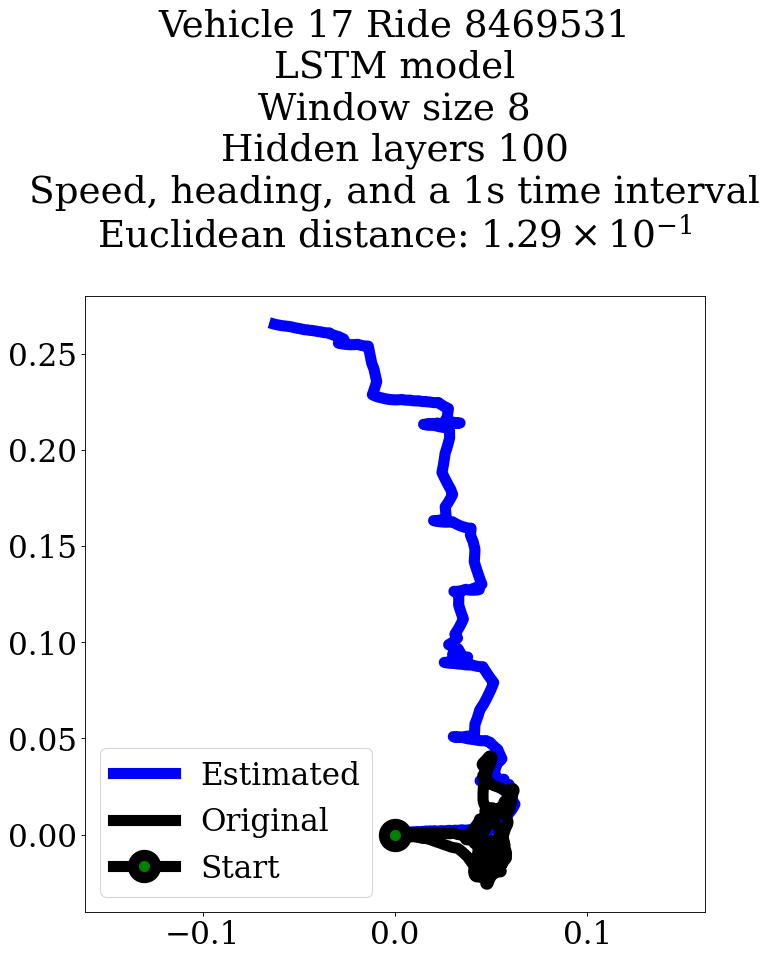 Vehicle 17 Ride 8469531
LSTM model
Window size 8
Hidden layers 100
Speed, heading, and a 1s time interval
Euclidean distance: 1.29 × 10⁻¹
0.25
0.20
0.15
0.10
0.05
0.00
Estimated
Original
Start
−0.1
0.0
0.1